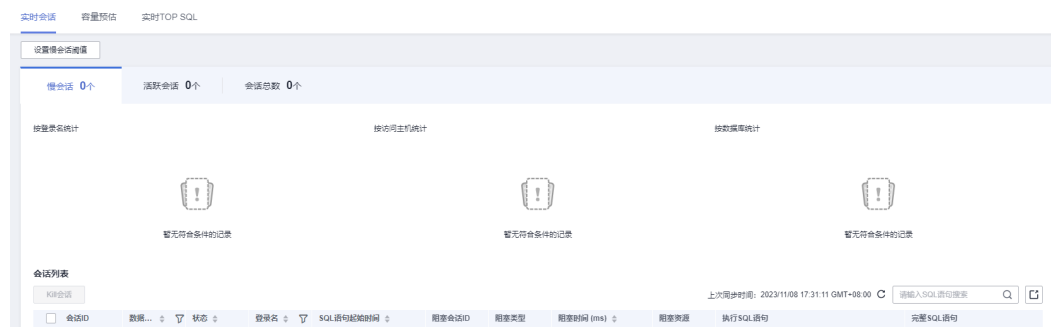 实时会话 容量预估 实时TOP SQL
设置慢会话阈值
慢会话 0个 活跃会话 0个 会话总数 0个
按登录名统计 按访问主机统计 按数据库统计
暂无符合条件的记录 暂无符合条件的记录 暂无符合条件的记录
会话列表
Kill会话 上次同步时间：2023/11/08 17:31:11 GMT+08:00 请输入SQL语句搜索
会话ID 数据... 状态 登录名 SQL语句起始时间 阻塞会话ID 阻塞类型 阻塞时间 (ms) 阻塞资源 执行SQL语句 完整SQL语句